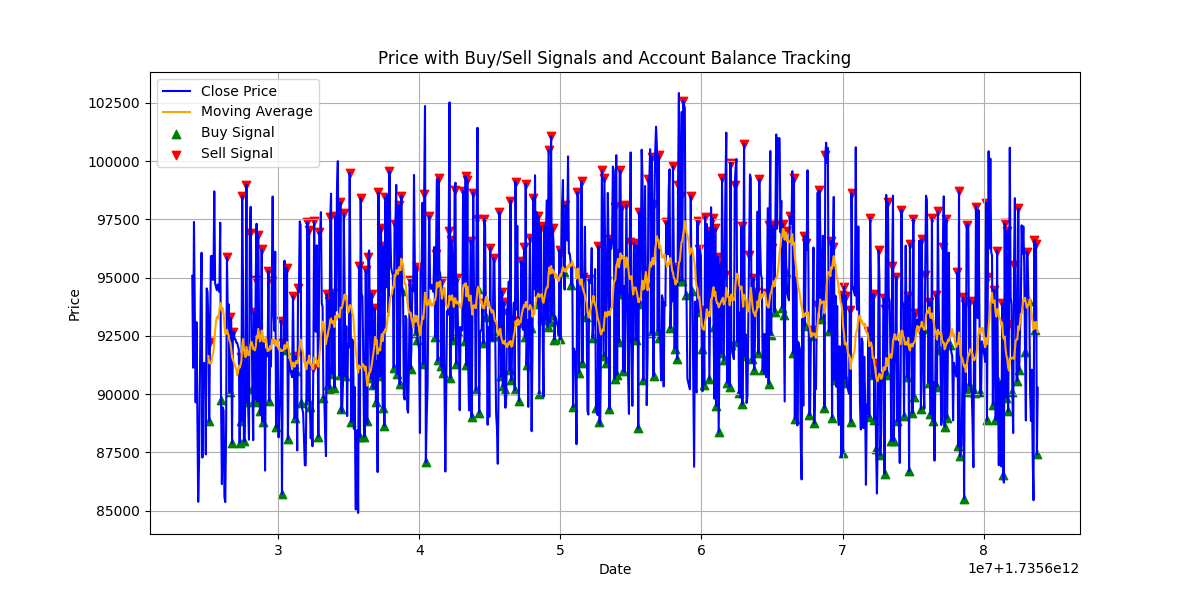 Price with Buy/Sell Signals and Account Balance Tracking
Close Price
Moving Average
Buy Signal
Sell Signal
Price
102500
100000
97500
95000
92500
90000
87500
85000
3 4 5 6 7 8
Date
1e7+1.7356e12